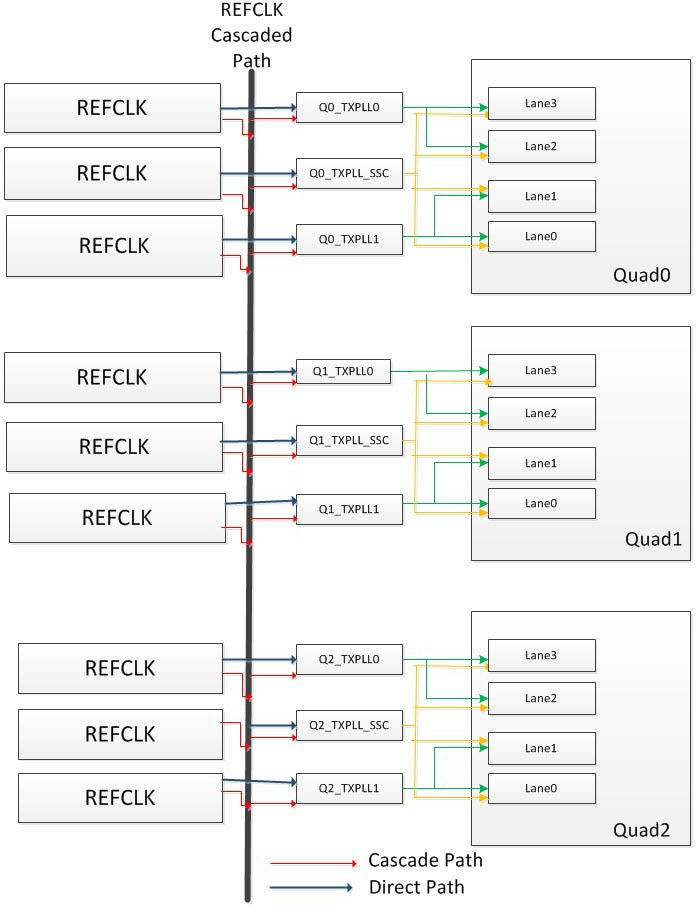 REFCLK
Cascaded
Path
REFCLK
Q0_TXPLL0
Lane3
REFCLK
Q0_TXPLL_SSC
Lane2
Lane1
REFCLK
Q0_TXPLL1
Lane0
Quad0
REFCLK
Q1_TXPLL0
Lane3
Lane2
REFCLK
Q1_TXPLL_SSC
Lane1
REFCLK
Q1_TXPLL1
Lane0
Quad1
REFCLK
Q2_TXPLL0
Lane3
Lane2
REFCLK
Q2_TXPLL_SSC
Lane1
REFCLK
Q2_TXPLL1
Lane0
Quad2
Cascade Path
Direct Path